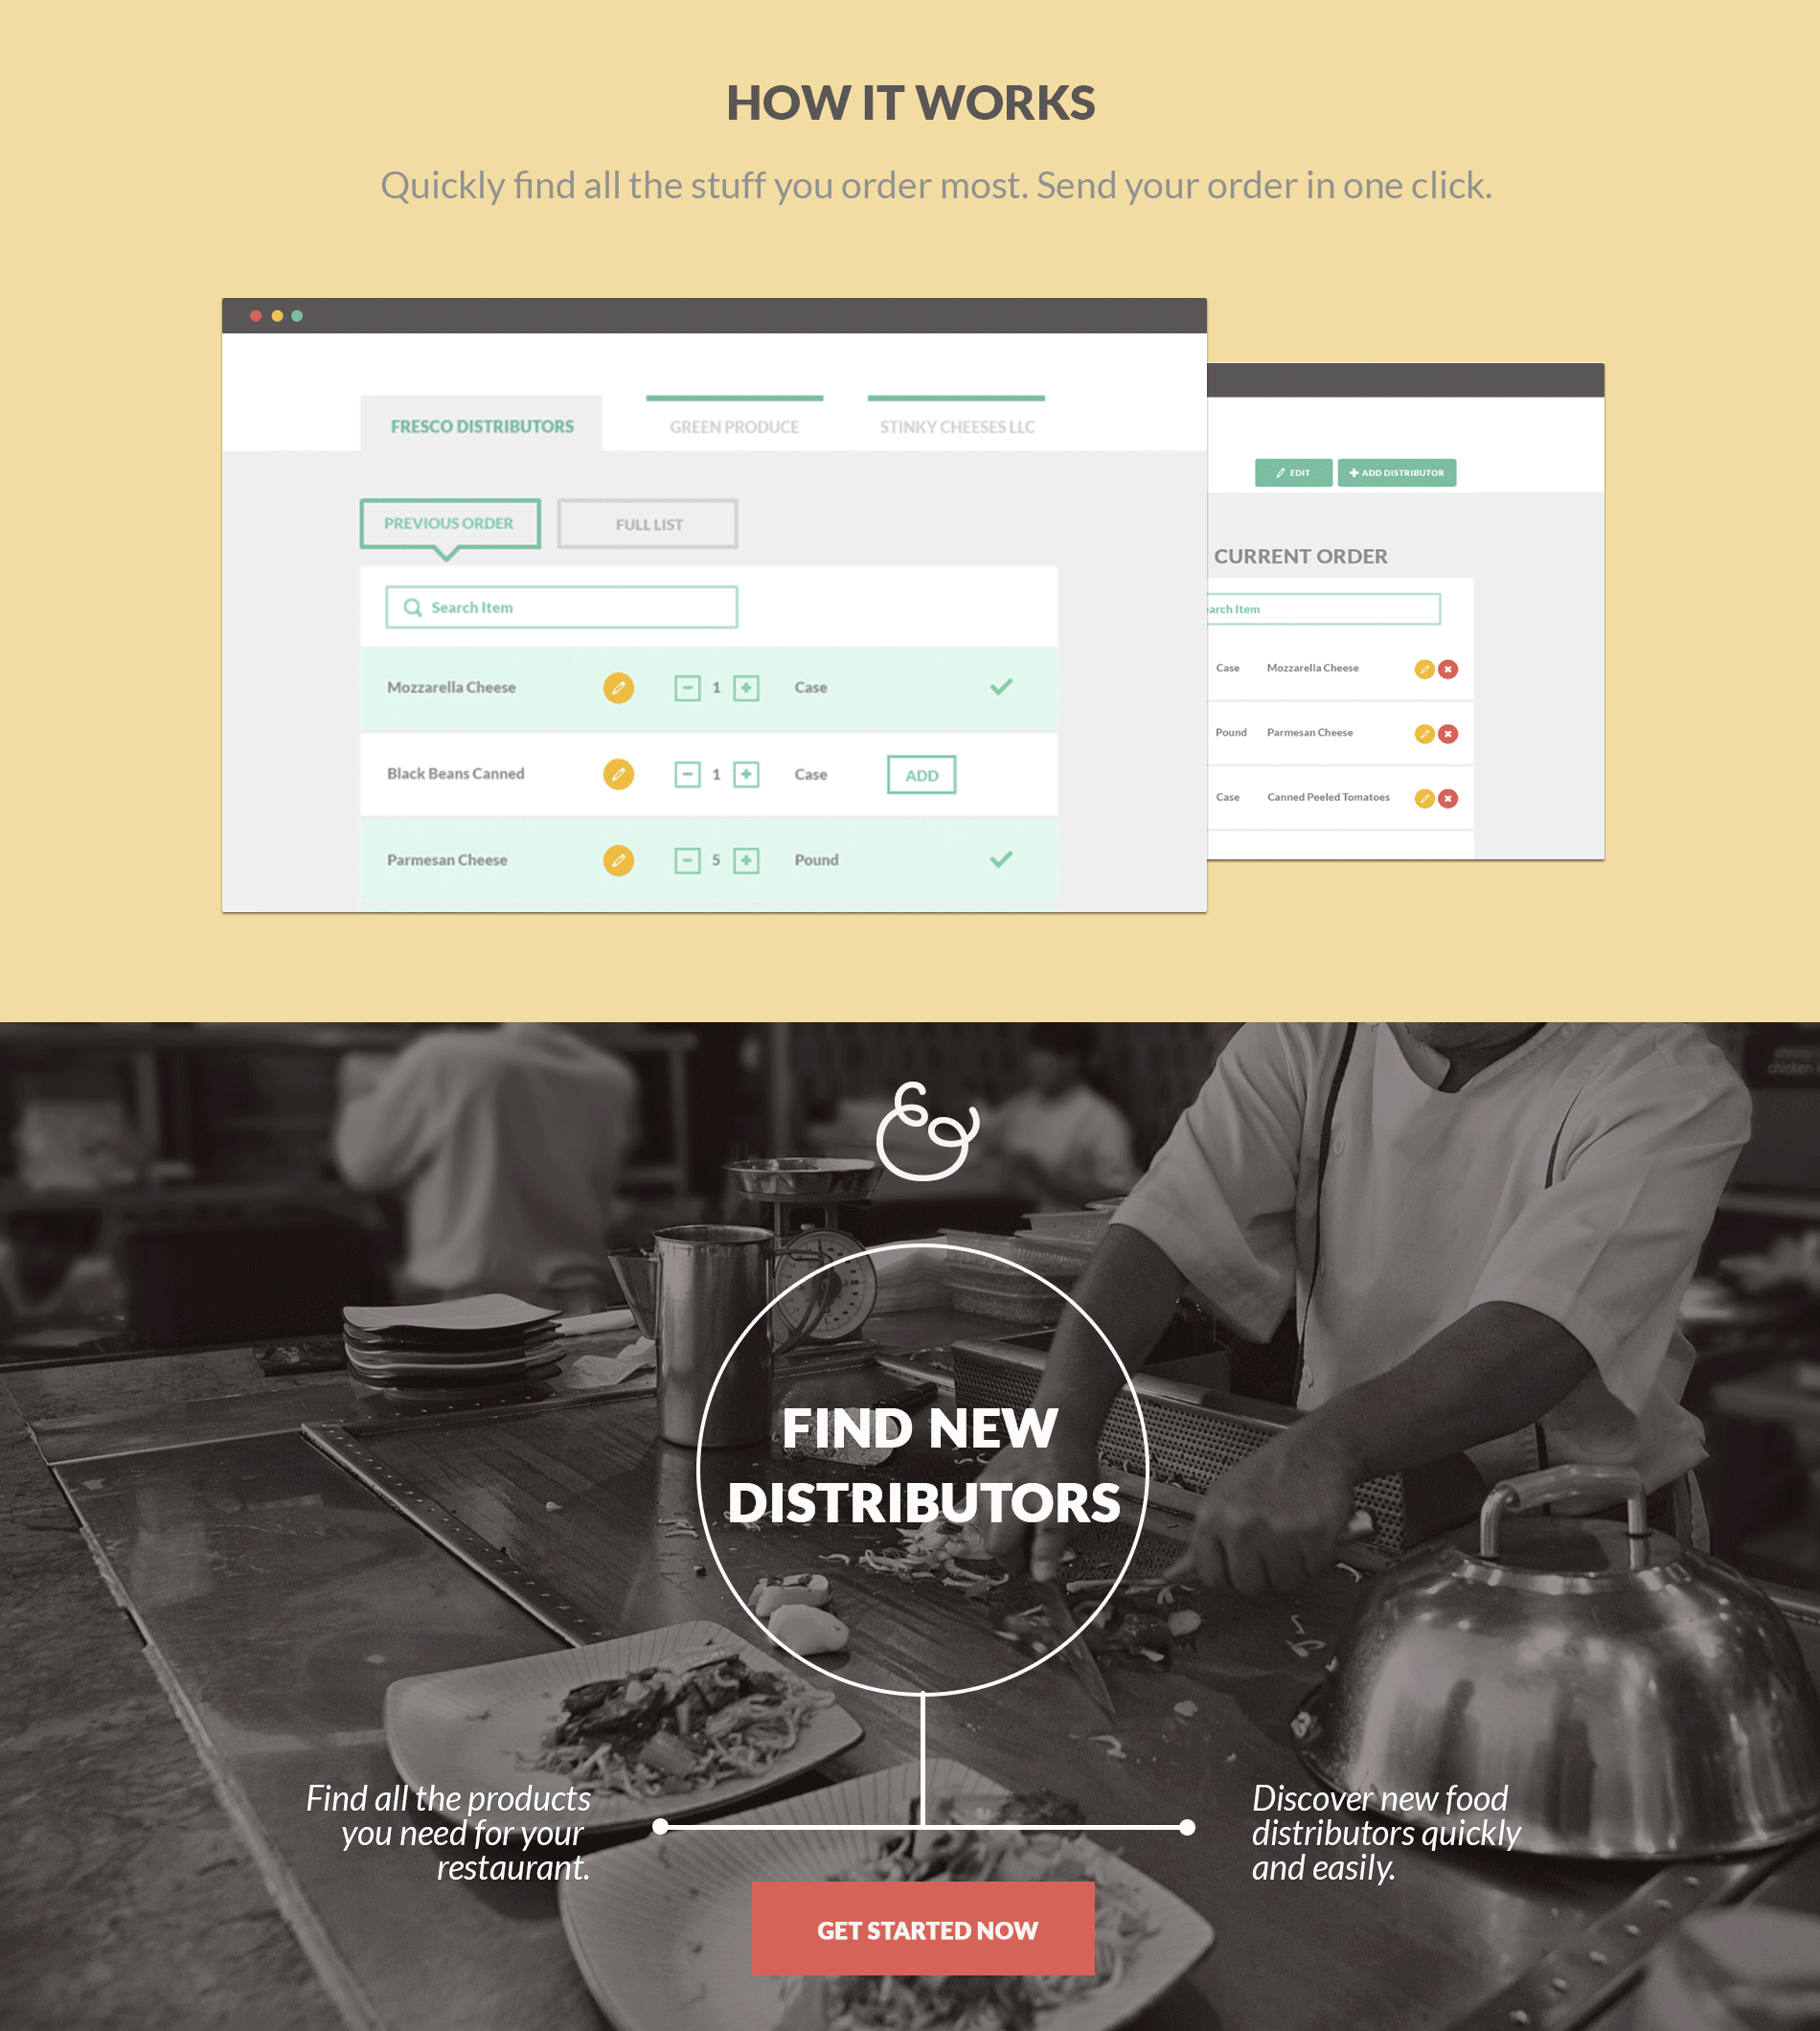 HOW IT WORKS
Quickly find all the stuff you order most. Send your order in one click.
FRESCO DISTRIBUTORS
GREEN PRODUCE
STINKY CHEESES LLC
EDIT
ADD DISTRIBUTOR
PREVIOUS ORDER
FULL LIST
CURRENT ORDER
Search Item
earch Item
Mozzarella Cheese 1 Case
Black Beans Canned 1 Case ADD
Parmesan Cheese 5 Pound
Case Mozzarella Cheese
Pound Parmesan Cheese
Case Canned Peeled Tomatoes
&
FIND NEW
DISTRIBUTORS
Find all the products
you need for your
restaurant.
Discover new food
distributors quickly
and easily.
GET STARTED NOW